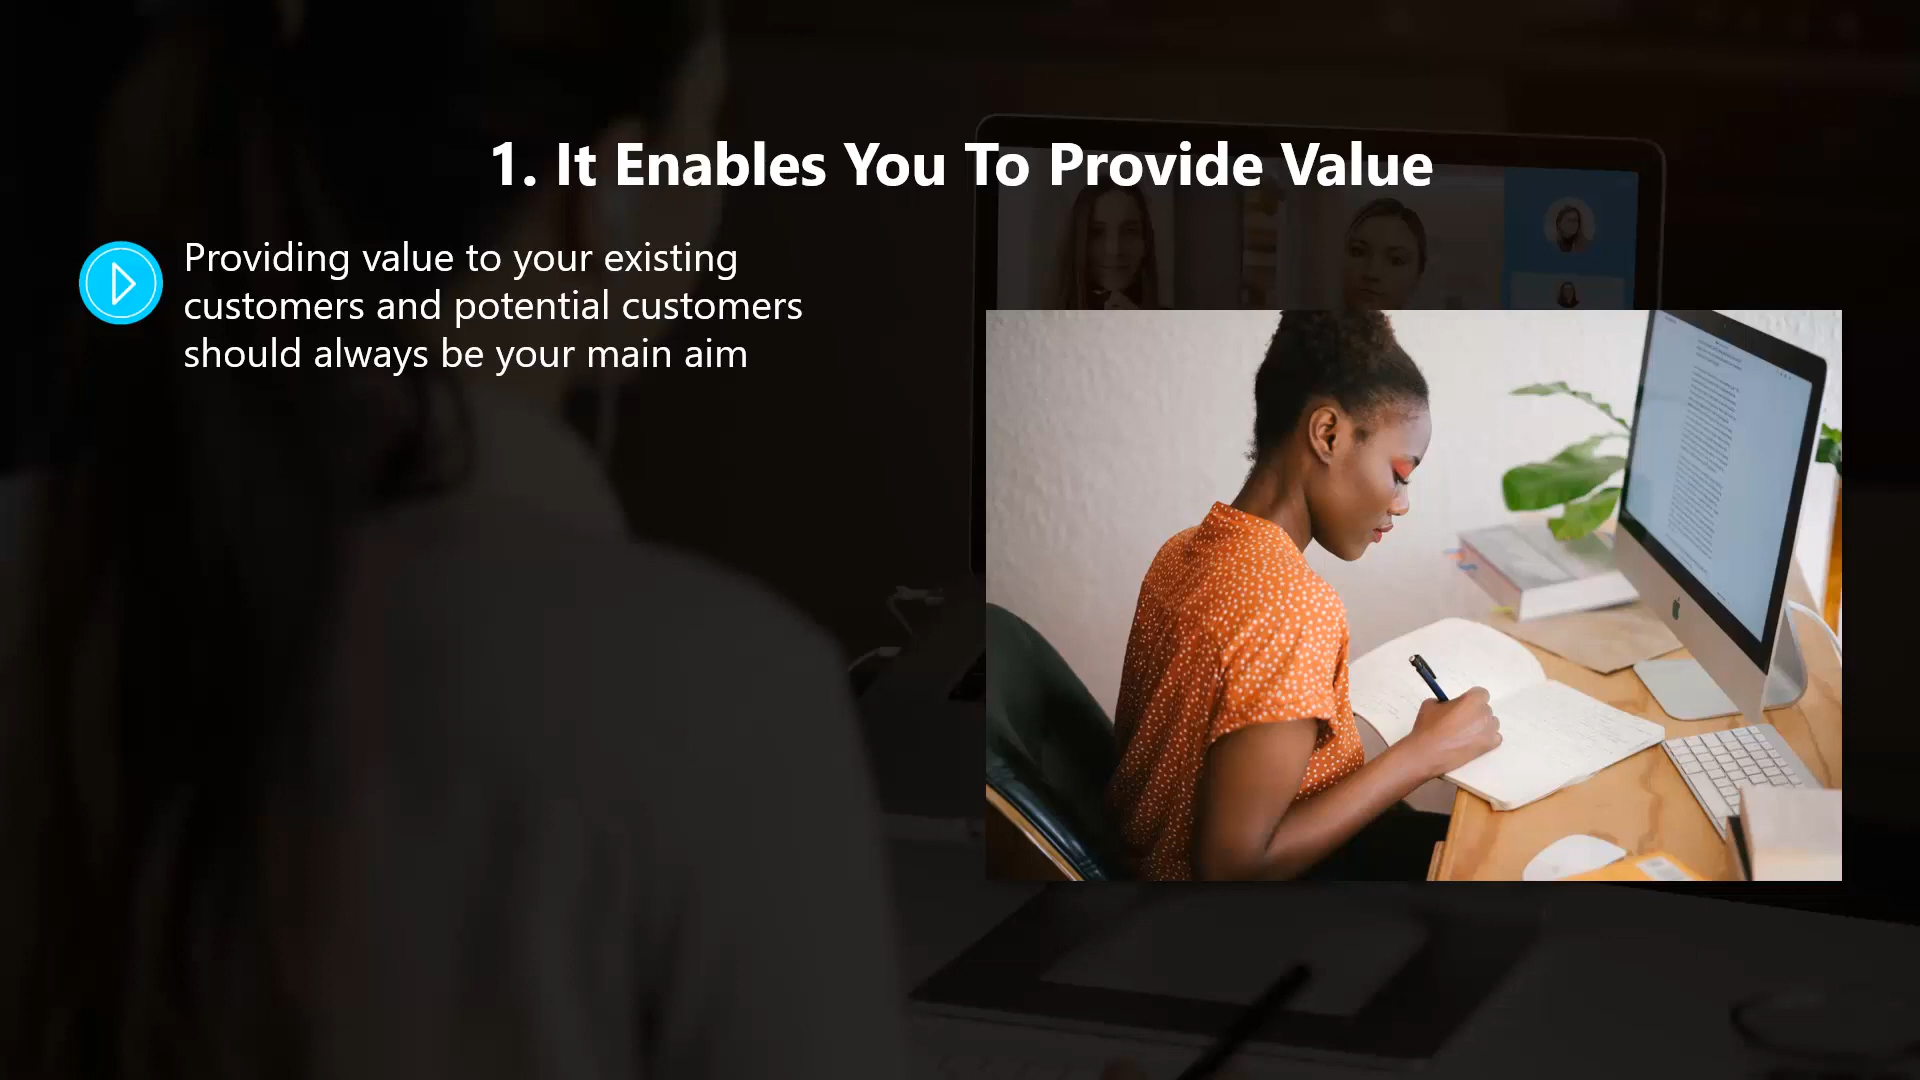 1. It Enables You To Provide Value
Providing value to your existing
customers and potential customers
should always be your main aim